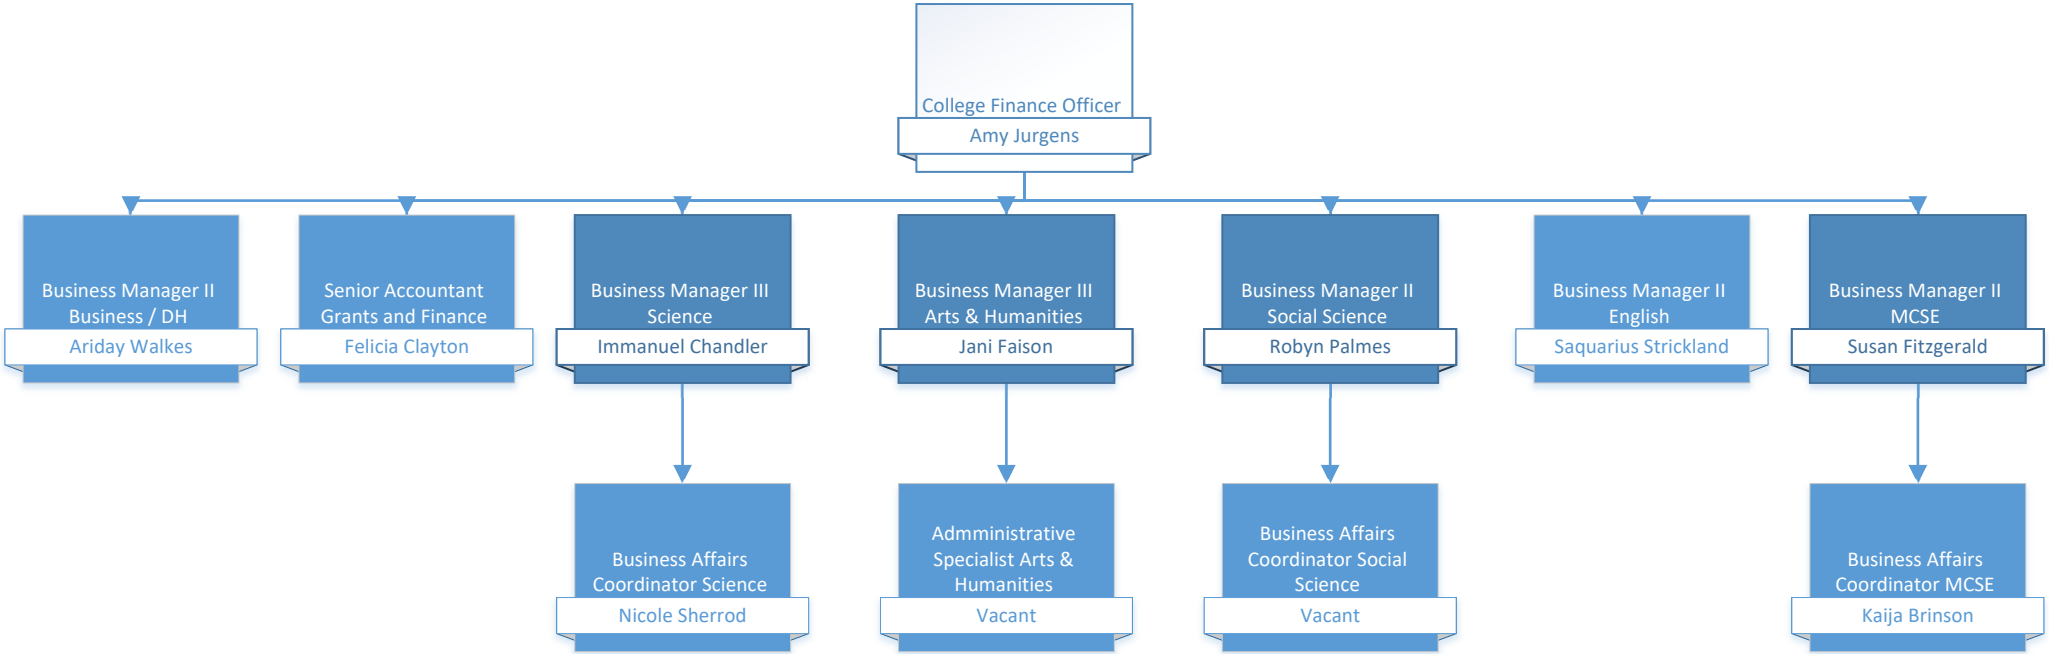 College Finance Officer
Amy Jurgens
Business Manager II
Business / DH
Ariday Walkes
Senior Accountant
Grants and Finance
Felicia Clayton
Business Manager III
Science
Immanuel Chandler
Business Manager III
Arts & Humanities
Jani Faison
Business Manager II
Social Science
Robyn Palmes
Business Manager II
English
Saquarius Strickland
Business Manager II
MCSE
Susan Fitzgerald
Business Affairs
Coordinator Science
Nicole Sherrod
Admministrative
Specialist Arts &
Humanities
Vacant
Business Affairs
Coordinator Social
Science
Vacant
Business Affairs
Coordinator MCSE
Kaija Brinson